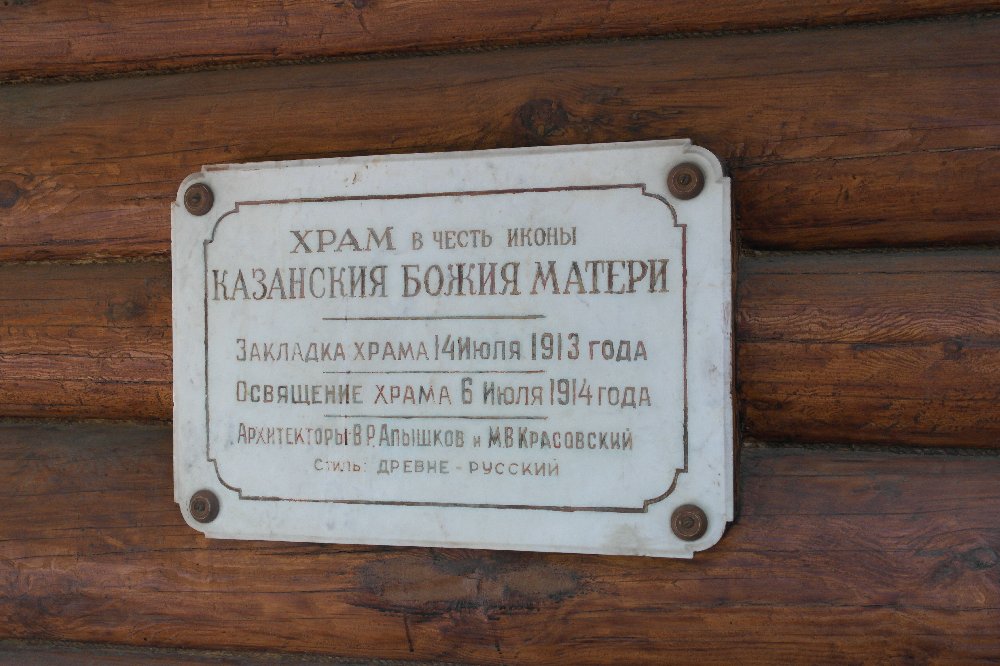 ХРАМ В ЧЕСТЬ ИКОНЫ
КАЗАНСКИЯ БОЖИЯ МАТЕРИ
ЗАКЛАДКА ХРАМА 14 ИЮЛЯ 1913 ГОДА
ОСВЯЩЕНИЕ ХРАМА 6 ИЮЛЯ 1914 ГОДА
АРХИТЕКТОРЫ: В.Р. АПЫШКОВ И М.В. КРАСОВСКИЙ
СТИЛЬ: ДРЕВНЕ - РУССКИЙ